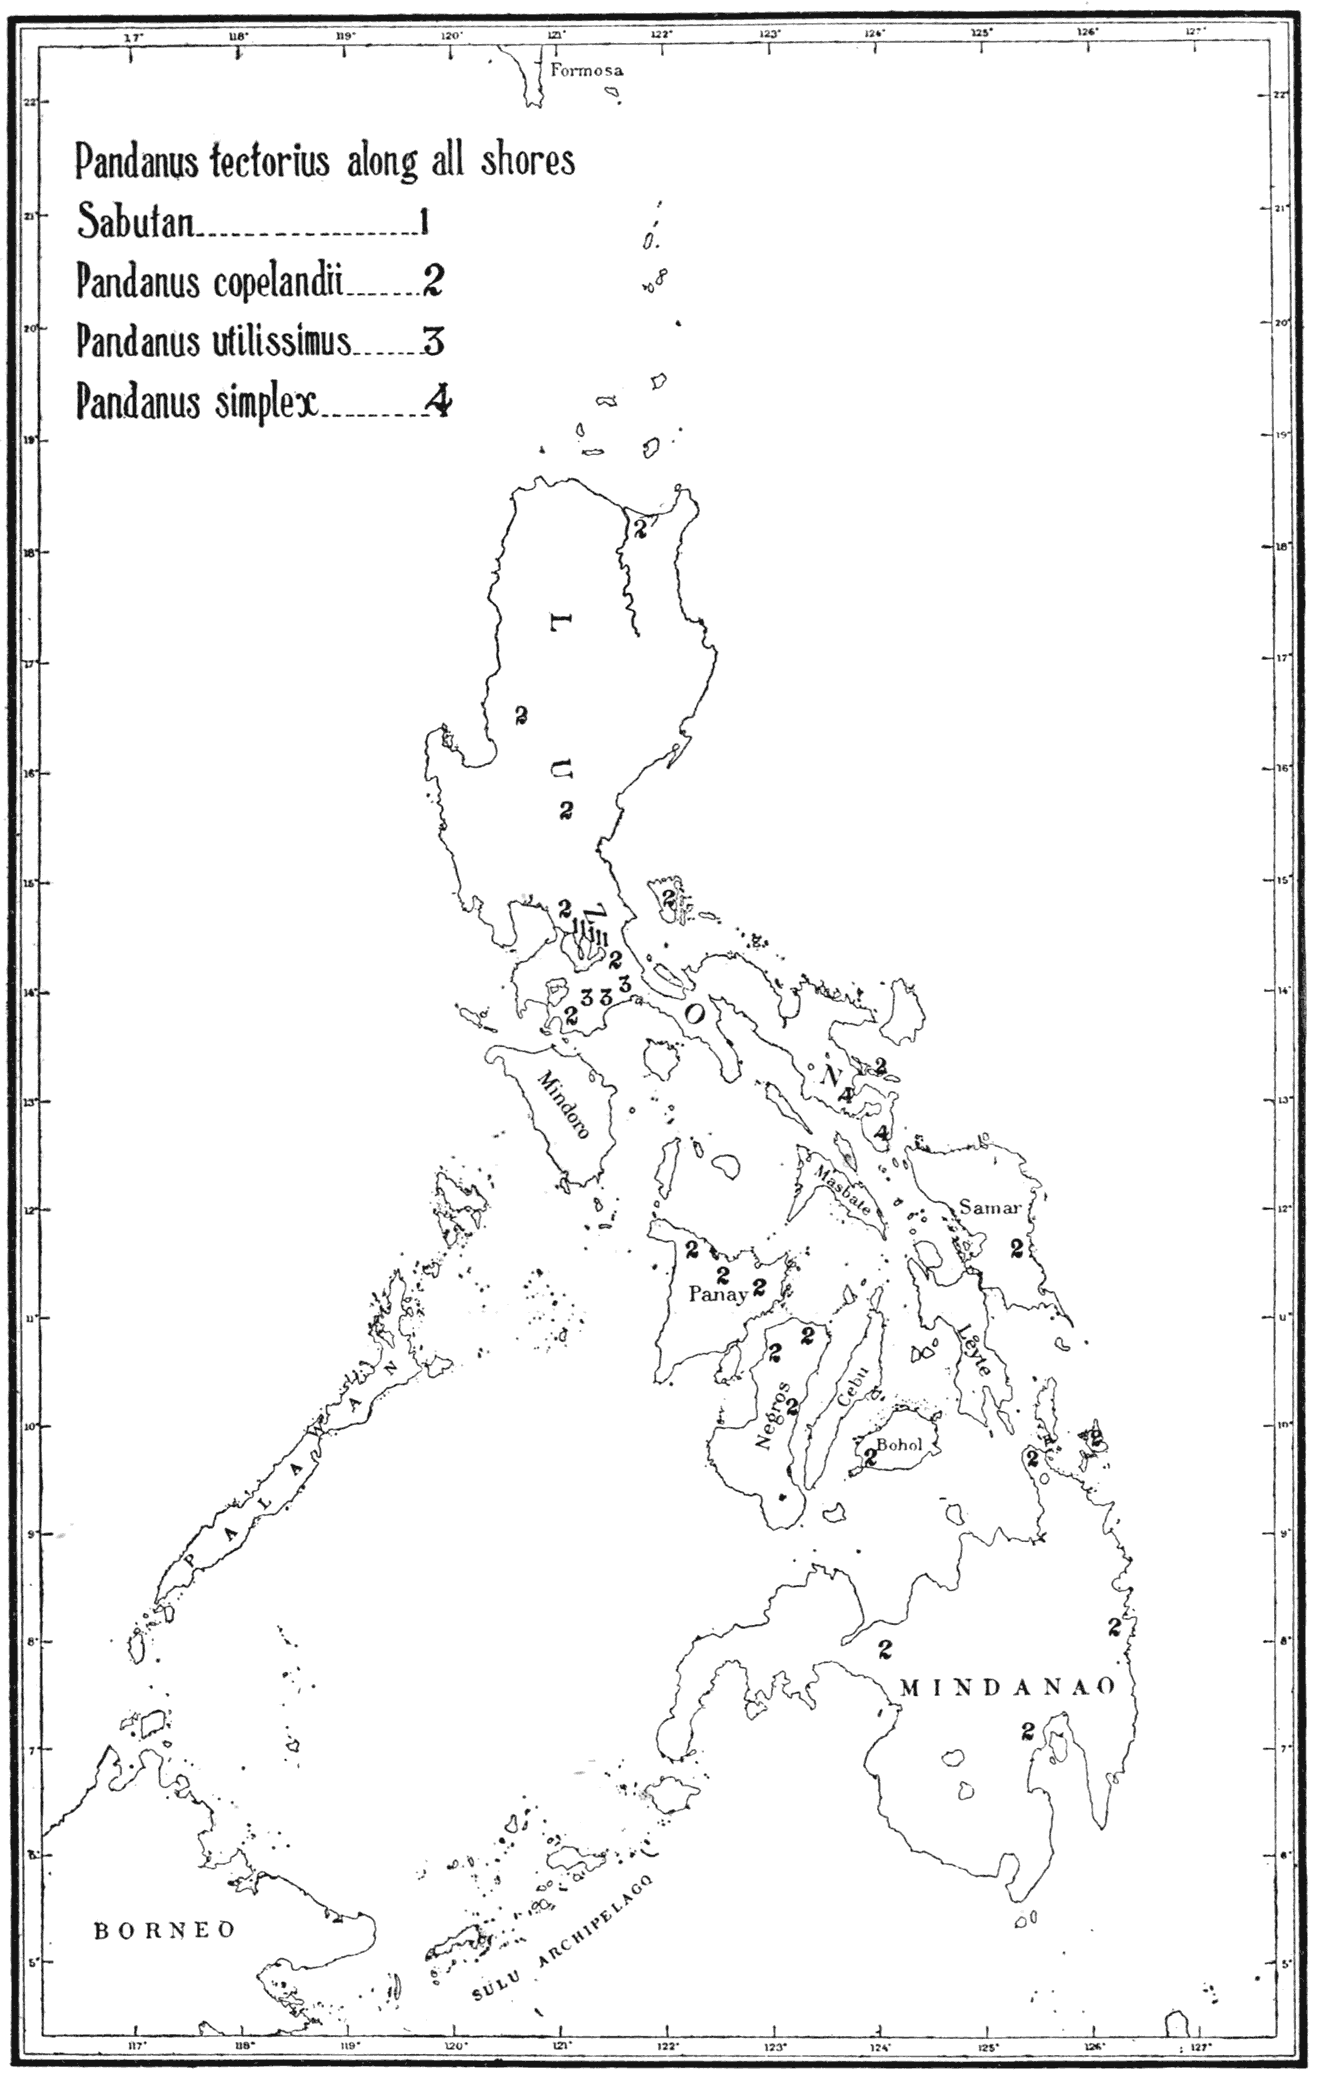 117° 118° 119° 120° 121° 122° 123° 124° 125° 126° 127°
Formosa
22° 22°
Pandanus tectorius along all shores
Sabutan 1
21° 21°
Pandanus copelandii 2
20° 20°
Pandanus utilissimus 3
Pandanus simplex 4
19° 19°
2
18° 18°
L
17° 17°
2
16° U 16°
2
15° 2 15°
2 Z
1 1 1 1 1
2
3
14° 3 3 14°
2 O
2
N
4
13° Mindoro 13°
4
Masbate
12° Samar 12°
2 2
2 2
Panay
11° 11°
2 2 Leyte
Cebu
2
Negros
10° 10°
2
Bohol
2 2
PALAWAN
9° 9°
2
8° 2 8°
MINDANAO
2
7° 7°
6° 6°
SULU ARCHIPELAGO
BORNEO
5° 5°
117° 118° 119° 120° 121° 122° 123° 124° 125° 126° 127°